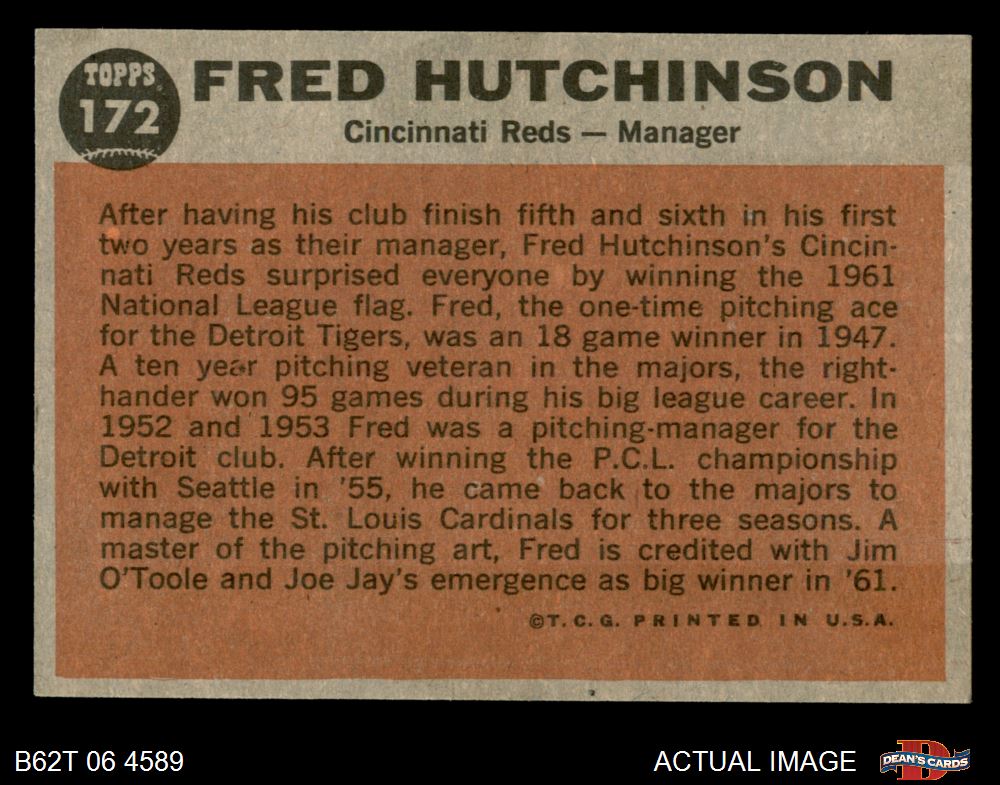 TOPPS
172
FRED HUTCHINSON
Cincinnati Reds — Manager
After having his club finish fifth and sixth in his first
two years as their manager, Fred Hutchinson's Cincin-
nati Reds surprised everyone by winning the 1961
National League flag. Fred, the one-time pitching ace
for the Detroit Tigers, was an 18 game winner in 1947.
A ten year pitching veteran in the majors, the right-
hander won 95 games during his big league career. In
1952 and 1953 Fred was a pitching-manager for the
Detroit club. After winning the P.C.L. championship
with Seattle in '55, he came back to the majors to
manage the St. Louis Cardinals for three seasons. A
master of the pitching art, Fred is credited with Jim
O'Toole and Joe Jay's emergence as big winner in '61.
©T.C.G. PRINTED IN U.S.A.
B62T 06 4589
ACTUAL IMAGE
DEAN'S CARDS